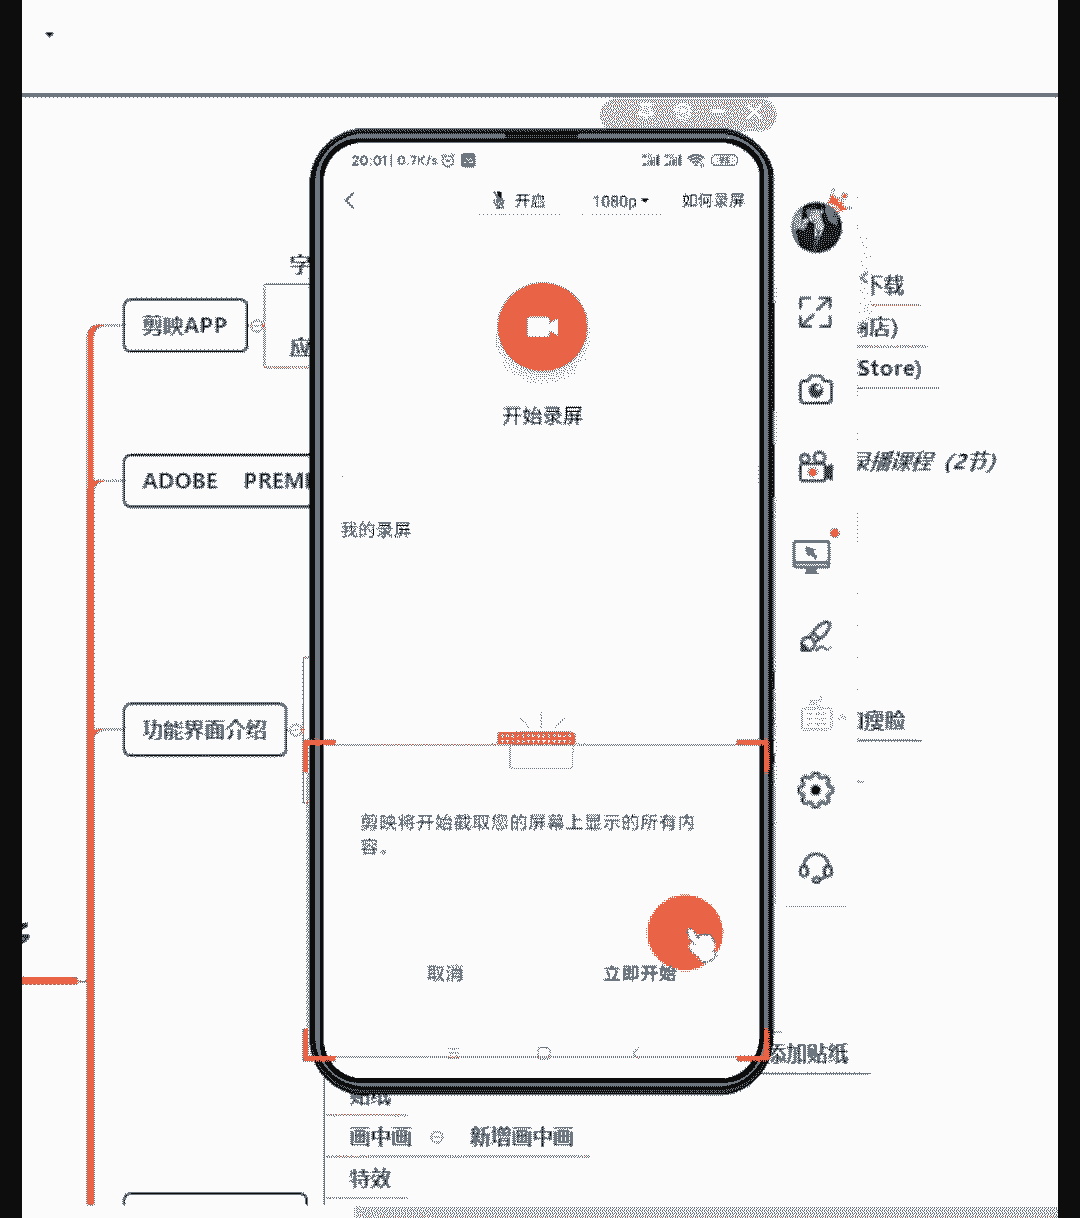 20:01 | 0.7K/s
开启
1080p
如何录屏
开始录屏
我的录屏
剪映将开始截取您的屏幕上显示的所有内
容。
取消
立即开始
剪映APP
ADOBE PREMI
功能界面介绍
字
应
下载
店)
Store)
录播课程（2节）
瘦脸
添加贴纸
贴纸
画中画
新增画中画
特效